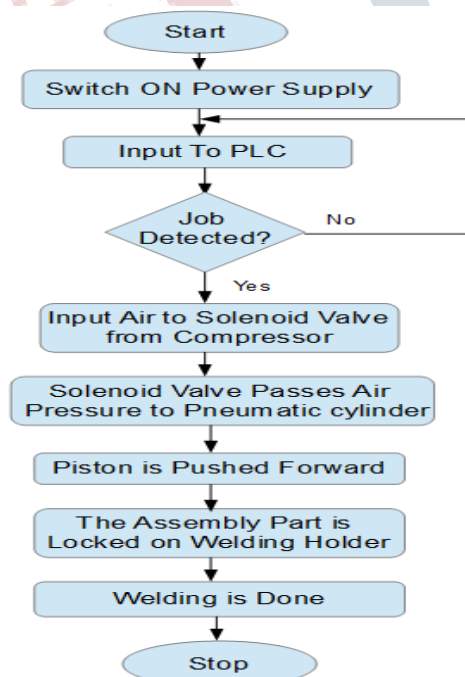 Start
Switch ON Power Supply
Input To PLC
Job
Detected?
No
Yes
Input Air to Solenoid Valve
from Compressor
Solenoid Valve Passes Air
Pressure to Pneumatic cylinder
Piston is Pushed Forward
The Assembly Part is
Locked on Welding Holder
Welding is Done
Stop